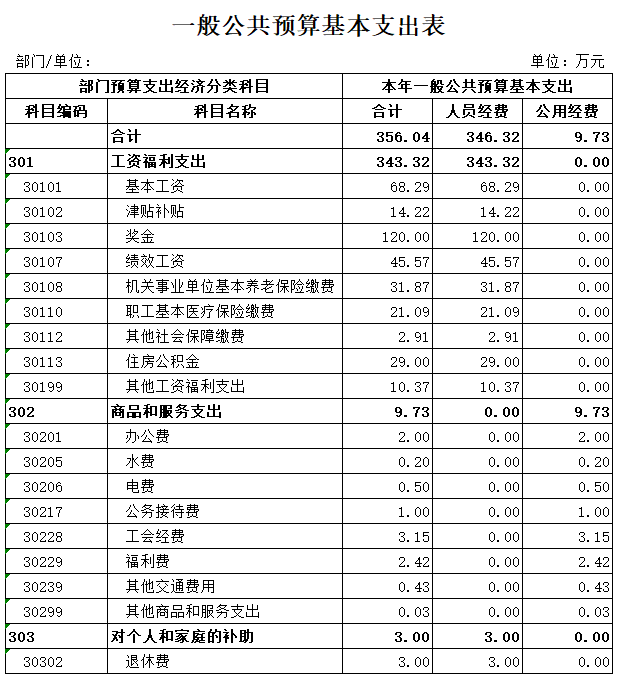 一般公共预算基本支出表
部门/单位： 单位：万元
部门预算支出经济分类科目 本年一般公共预算基本支出
科目编码 科目名称 合计 人员经费 公用经费
合计 356.04 346.32 9.73
301 工资福利支出 343.32 343.32 0.00
30101 基本工资 68.29 68.29 0.00
30102 津贴补贴 14.22 14.22 0.00
30103 奖金 120.00 120.00 0.00
30107 绩效工资 45.57 45.57 0.00
30108 机关事业单位基本养老保险缴费 31.87 31.87 0.00
30110 职工基本医疗保险缴费 21.09 21.09 0.00
30112 其他社会保障缴费 2.91 2.91 0.00
30113 住房公积金 29.00 29.00 0.00
30199 其他工资福利支出 10.37 10.37 0.00
302 商品和服务支出 9.73 0.00 9.73
30201 办公费 2.00 0.00 2.00
30205 水费 0.20 0.00 0.20
30206 电费 0.50 0.00 0.50
30217 公务接待费 1.00 0.00 1.00
30228 工会经费 3.15 0.00 3.15
30229 福利费 2.42 0.00 2.42
30239 其他交通费用 0.43 0.00 0.43
30299 其他商品和服务支出 0.03 0.00 0.03
303 对个人和家庭的补助 3.00 3.00 0.00
30302 退休费 3.00 3.00 0.00